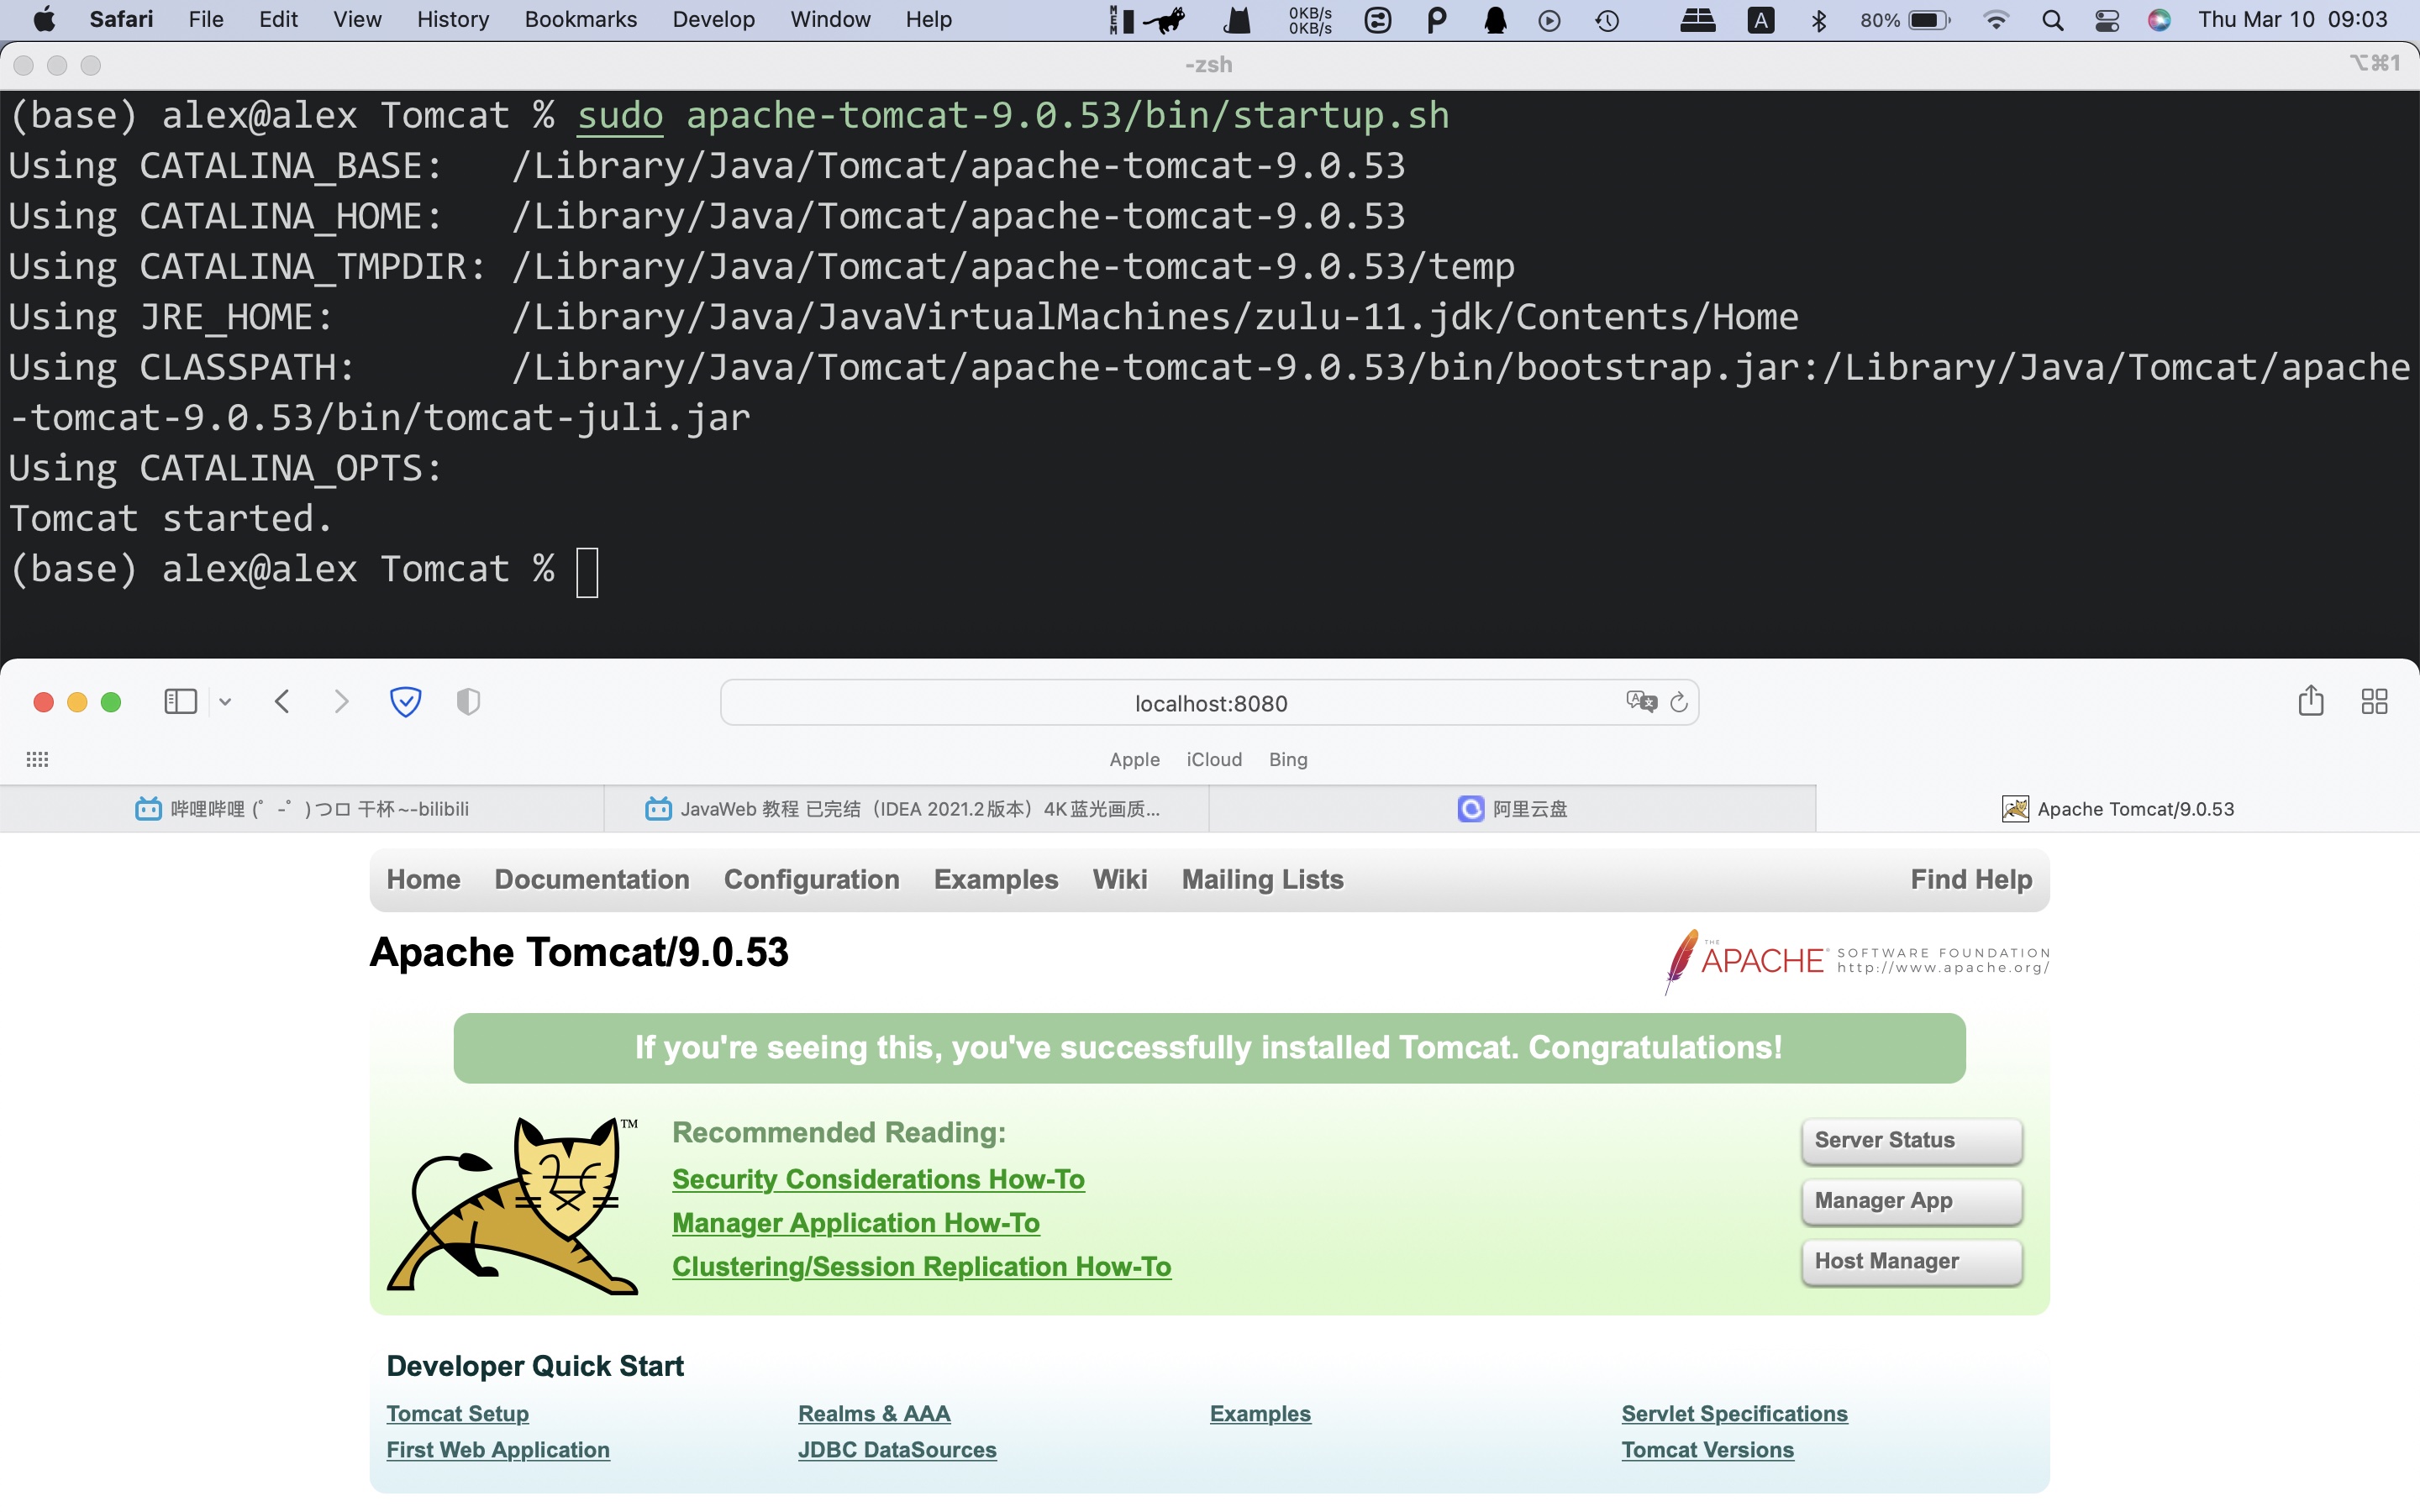 Safari File Edit View History Bookmarks Develop Window Help MEM 0KB/s 0KB/s A 80% Thu Mar 10 09:03
-zsh ⌥⌘1
(base) alex@alex Tomcat % sudo apache-tomcat-9.0.53/bin/startup.sh
Using CATALINA_BASE:   /Library/Java/Tomcat/apache-tomcat-9.0.53
Using CATALINA_HOME:   /Library/Java/Tomcat/apache-tomcat-9.0.53
Using CATALINA_TMPDIR: /Library/Java/Tomcat/apache-tomcat-9.0.53/temp
Using JRE_HOME:        /Library/Java/JavaVirtualMachines/zulu-11.jdk/Contents/Home
Using CLASSPATH:       /Library/Java/Tomcat/apache-tomcat-9.0.53/bin/bootstrap.jar:/Library/Java/Tomcat/apache
-tomcat-9.0.53/bin/tomcat-juli.jar
Using CATALINA_OPTS:
Tomcat started.
(base) alex@alex Tomcat %
localhost:8080
Apple iCloud Bing
哔哩哔哩 (゜-゜)つロ 干杯~-bilibili JavaWeb 教程 已完结（IDEA 2021.2版本）4K蓝光画质... 阿里云盘 Apache Tomcat/9.0.53
Home Documentation Configuration Examples Wiki Mailing Lists Find Help
Apache Tomcat/9.0.53
THE APACHE® SOFTWARE FOUNDATION
http://www.apache.org/
If you're seeing this, you've successfully installed Tomcat. Congratulations!
TM
Recommended Reading:
Security Considerations How-To
Manager Application How-To
Clustering/Session Replication How-To
Server Status
Manager App
Host Manager
Developer Quick Start
Tomcat Setup Realms & AAA Examples Servlet Specifications
First Web Application JDBC DataSources Tomcat Versions